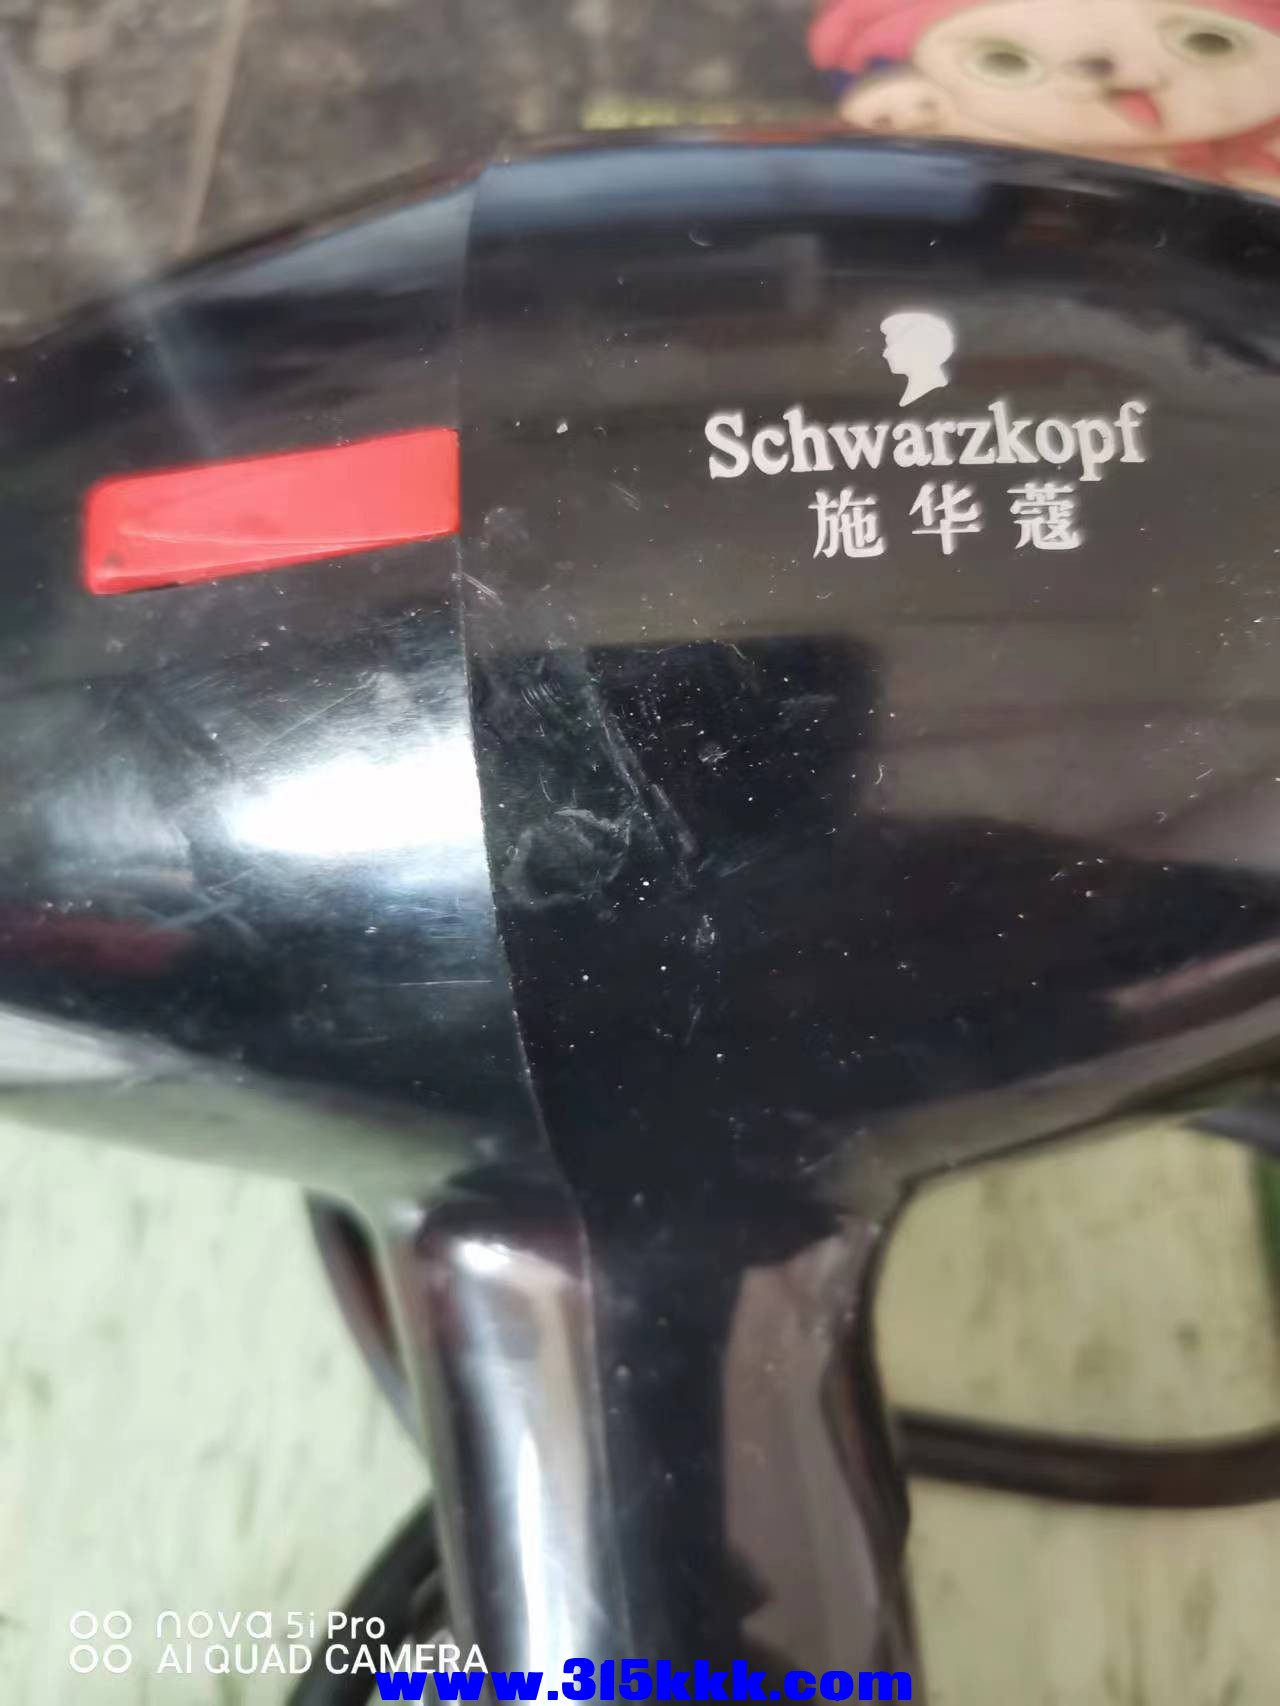 Schwarzkopf
施华蔻
nova 5i Pro
AI QUAD CAMERA
www.315kkk.com